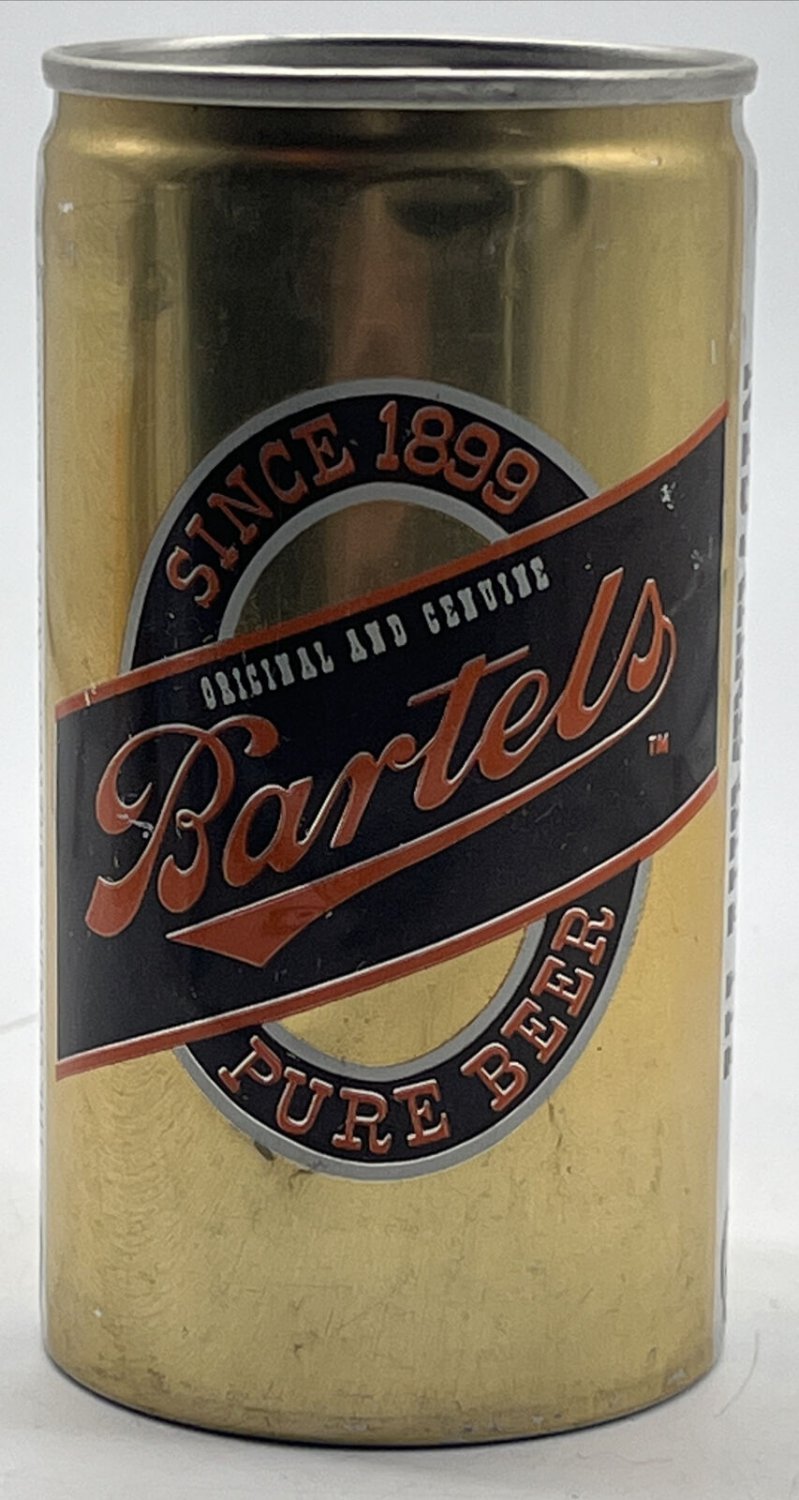 SINCE 1899
ORIGINAL AND GENUINE
Bartels
TM
PURE BEER